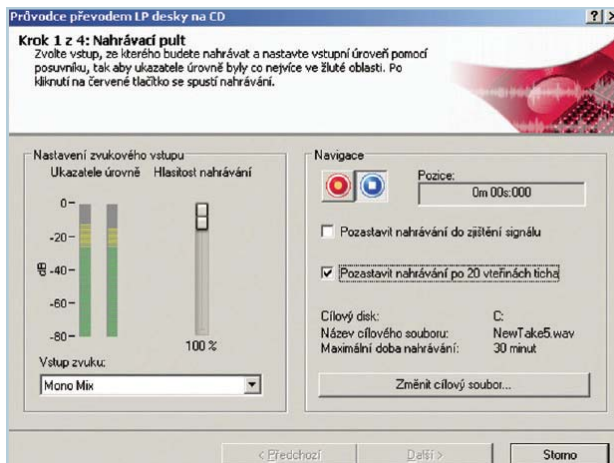 Průvodce převodem LP desky na CD
Krok 1 z 4: Nahrávací pult
Zvolte vstup, ze kterého budete nahrávat a nastavte vstupní úroveň pomocí
posuvníku, tak aby ukazatele úrovně byly co nejvíce ve žluté oblasti. Po
kliknutí na červené tlačítko se spustí nahrávání.
Nastavení zvukového vstupu
Ukazatele úrovně Hlasitost nahrávání
0-
-20-
dB
-40-
-60-
-80-
100 %
Vstup zvuku:
Mono Mix
Navigace
Pozice:
0m 00s:000
Pozastavit nahrávání do zjištění signálu
Pozastavit nahrávání po 20 vteřinách ticha
Cílový disk: C:
Název cílového souboru: NewTake5.wav
Maximální doba nahrávání: 30 minut
Změnit cílový soubor...
< Předchozí Další > Storno